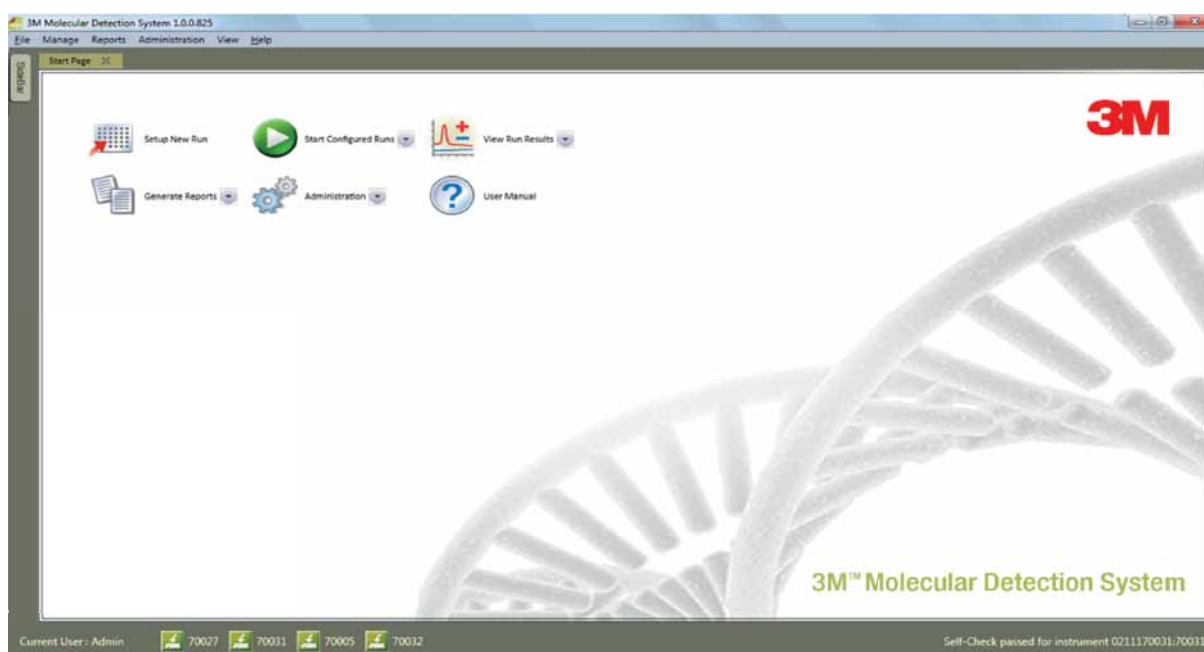 3M Molecular Detection System 1.0.0.825
File Manage Reports Administration View Help
SideBar
Start Page
3M
Setup New Run
Start Configured Runs
View Run Results
Generate Reports
Administration
User Manual
3M™ Molecular Detection System
Current User : Admin 70027 70031 70005 70032 Self-Check passed for instrument 0211170031:70031